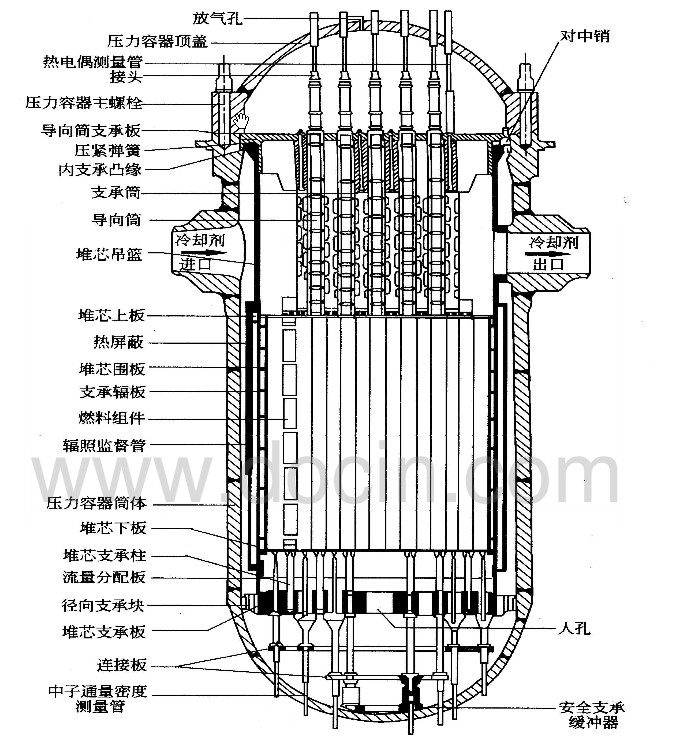 放气孔
压力容器顶盖
热电偶测量管
接头
压力容器主螺栓
导向筒支承板
压紧弹簧
内支承凸缘
支承筒
导向筒
堆芯吊篮
堆芯上板
热屏蔽
堆芯围板
支承辐板
燃料组件
辐照监督管
压力容器筒体
堆芯下板
堆芯支承柱
流量分配板
径向支承块
堆芯支承板
连接板
中子通量密度
测量管
对中销
冷却剂
进口
冷却剂
出口
人孔
安全支承
缓冲器
www.docin.com